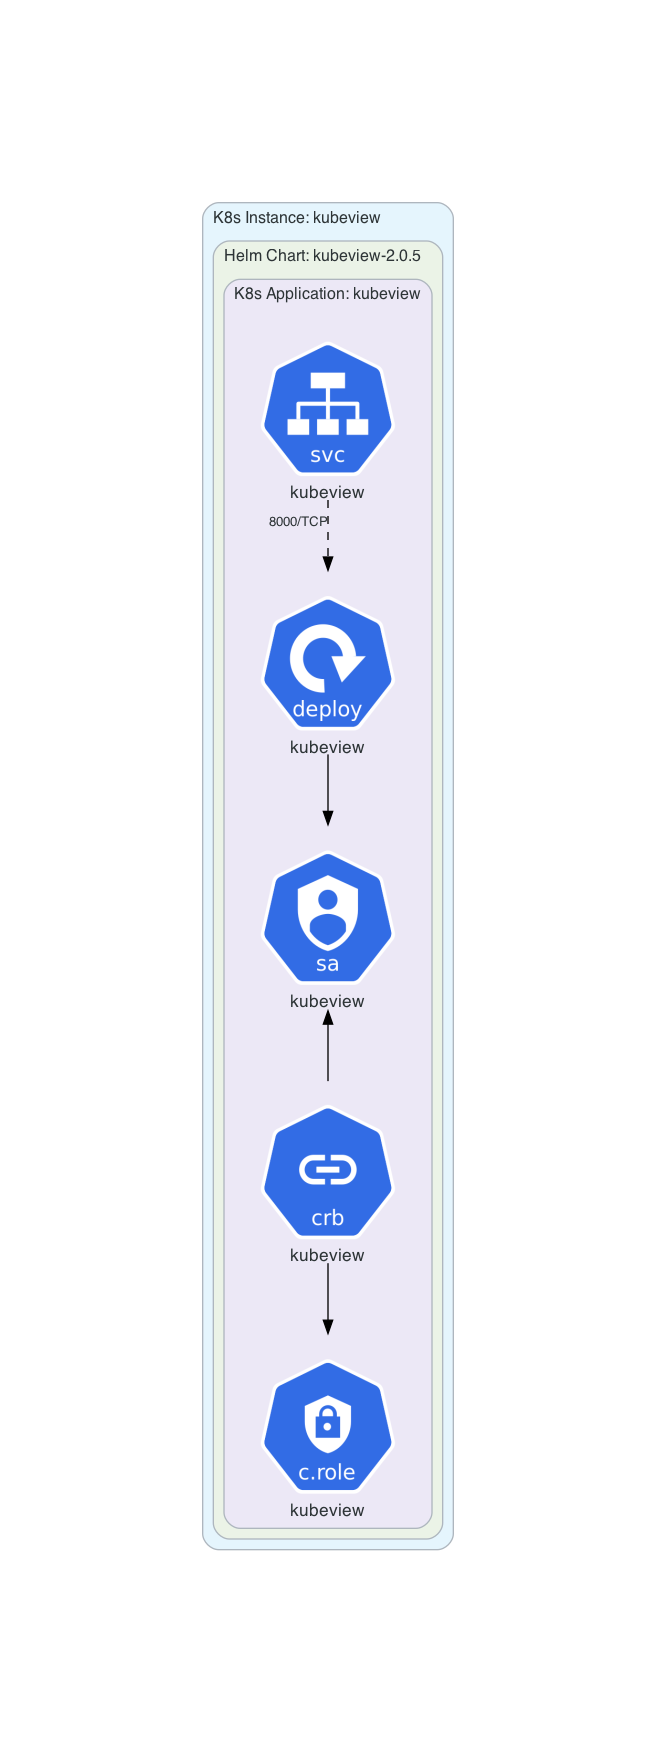 K8s Instance: kubeview
Helm Chart: kubeview-2.0.5
K8s Application: kubeview
svc
kubeview
8000/TCP
deploy
kubeview
sa
kubeview
crb
kubeview
c.role
kubeview